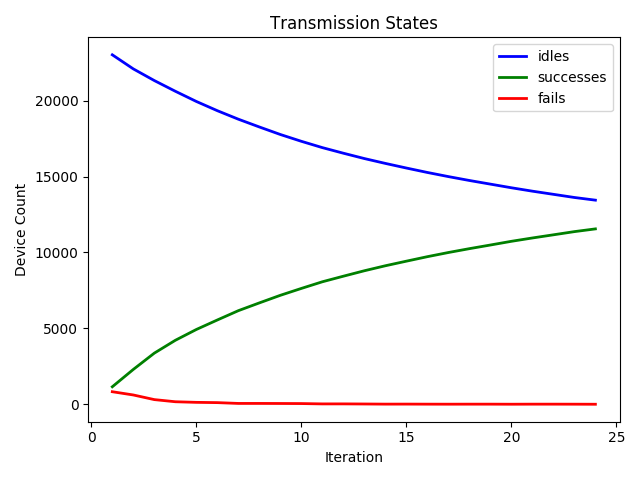 Transmission States
idles
successes
fails
Device Count
20000
15000
10000
5000
0
0 5 10 15 20 25
Iteration